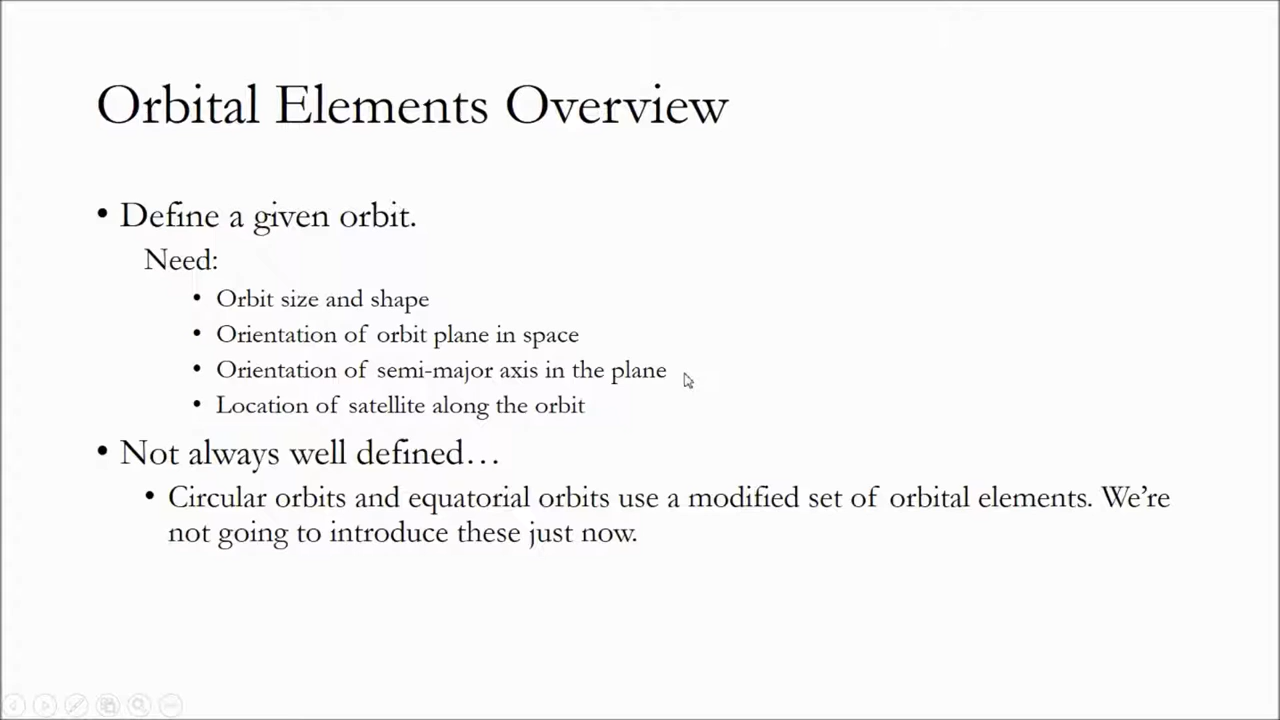 Orbital Elements Overview
• Define a given orbit.
Need:
• Orbit size and shape
• Orientation of orbit plane in space
• Orientation of semi-major axis in the plane
• Location of satellite along the orbit
• Not always well defined…
• Circular orbits and equatorial orbits use a modified set of orbital elements. We’re
not going to introduce these just now.